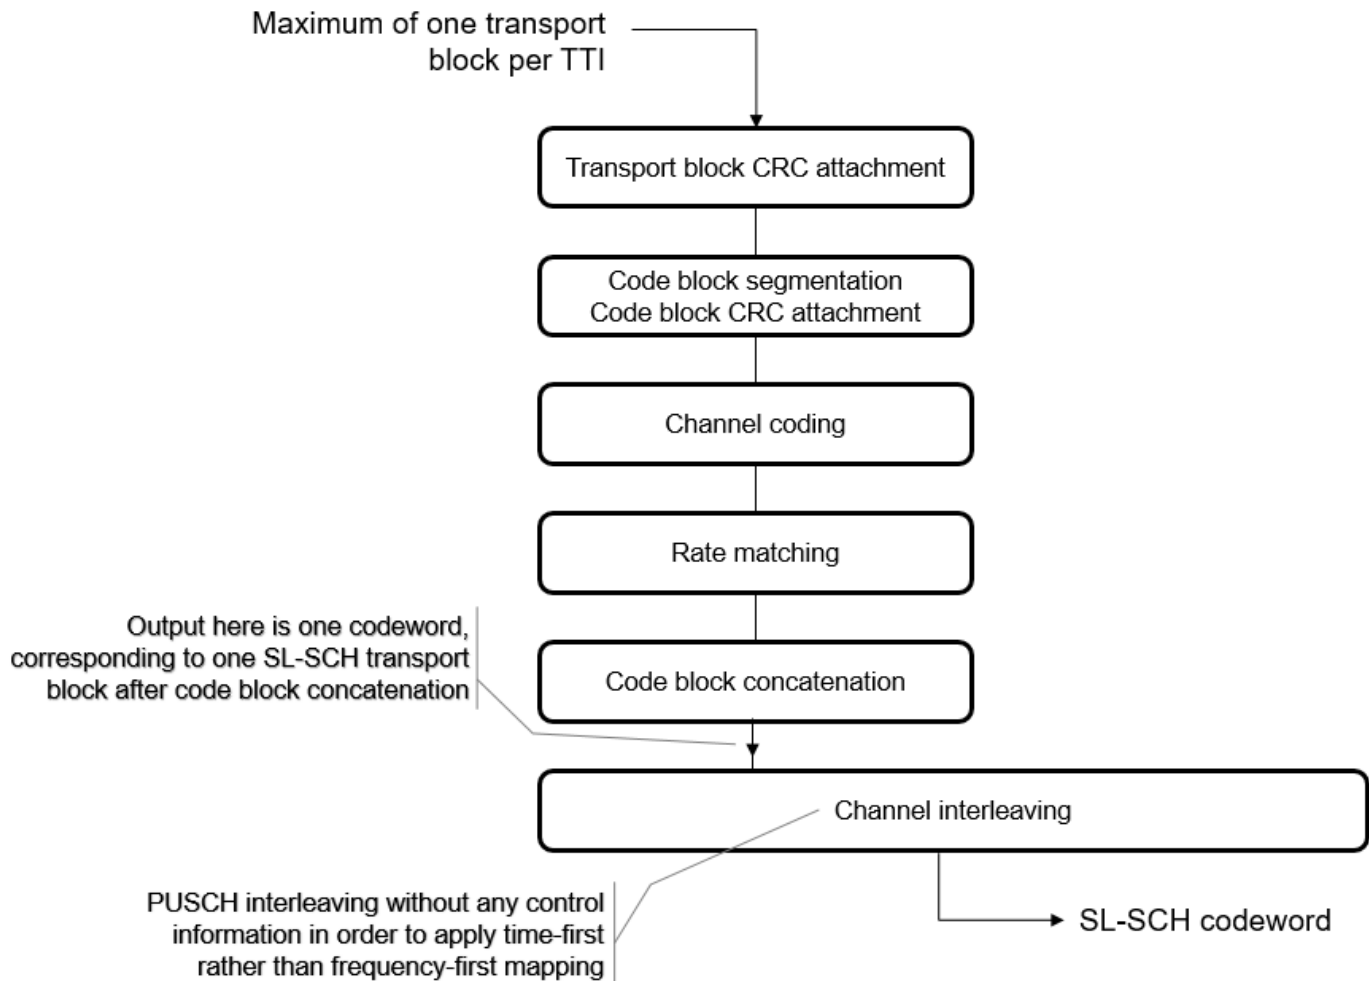 Maximum of one transport
block per TTI
Transport block CRC attachment
Code block segmentation
Code block CRC attachment
Channel coding
Rate matching
Output here is one codeword,
corresponding to one SL-SCH transport
block after code block concatenation
Code block concatenation
Channel interleaving
PUSCH interleaving without any control
information in order to apply time-first
rather than frequency-first mapping
SL-SCH codeword